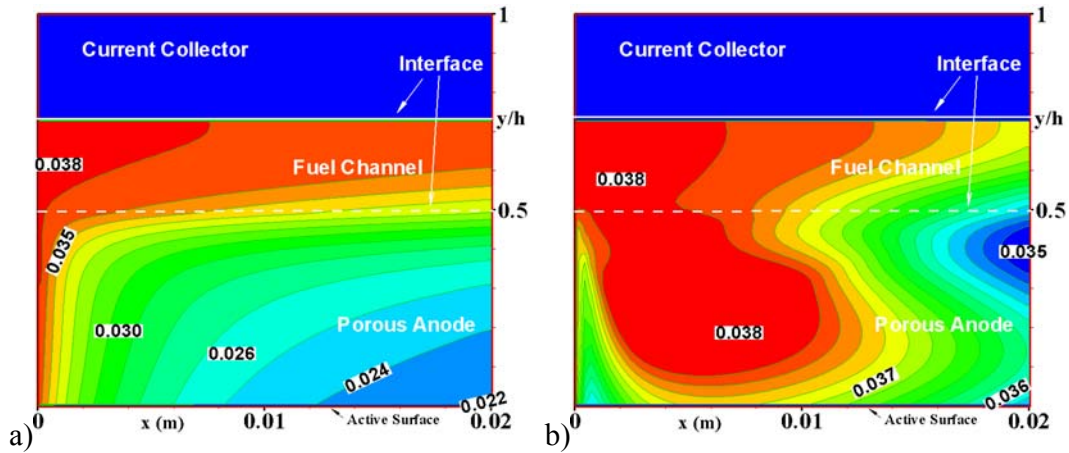 1
Current Collector
Interface
y/h
0.038
Fuel Channel
0.5
0.035
0.030
Porous Anode
0.026
0.024
0.022
a)
0
x (m)
0.01
Active Surface
0.02
1
Current Collector
Interface
y/h
0.038
Fuel Channel
0.5
0.035
0.038
Porous Anode
0.037
0.036
b)
0
x (m)
0.01
Active Surface
0.02